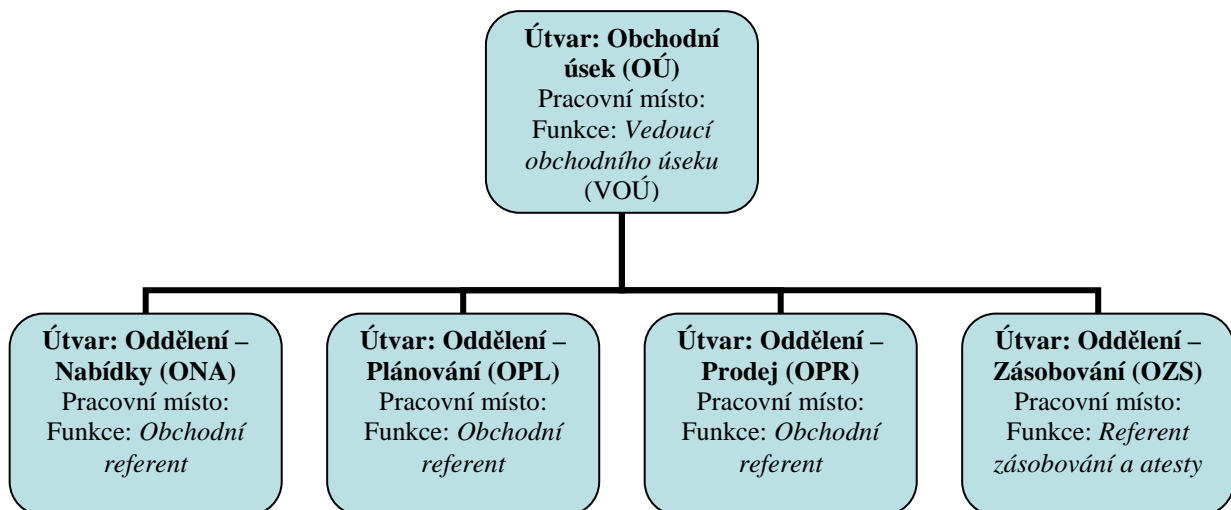 Útvar: Obchodní
úsek (OÚ)
Pracovní místo:
Funkce: Vedoucí
obchodního úseku
(VOÚ)
Útvar: Oddělení –
Nabídky (ONA)
Pracovní místo:
Funkce: Obchodní
referent
Útvar: Oddělení –
Plánování (OPL)
Pracovní místo:
Funkce: Obchodní
referent
Útvar: Oddělení –
Prodej (OPR)
Pracovní místo:
Funkce: Obchodní
referent
Útvar: Oddělení –
Zásobování (OZS)
Pracovní místo:
Funkce: Referent
zásobování a atesty